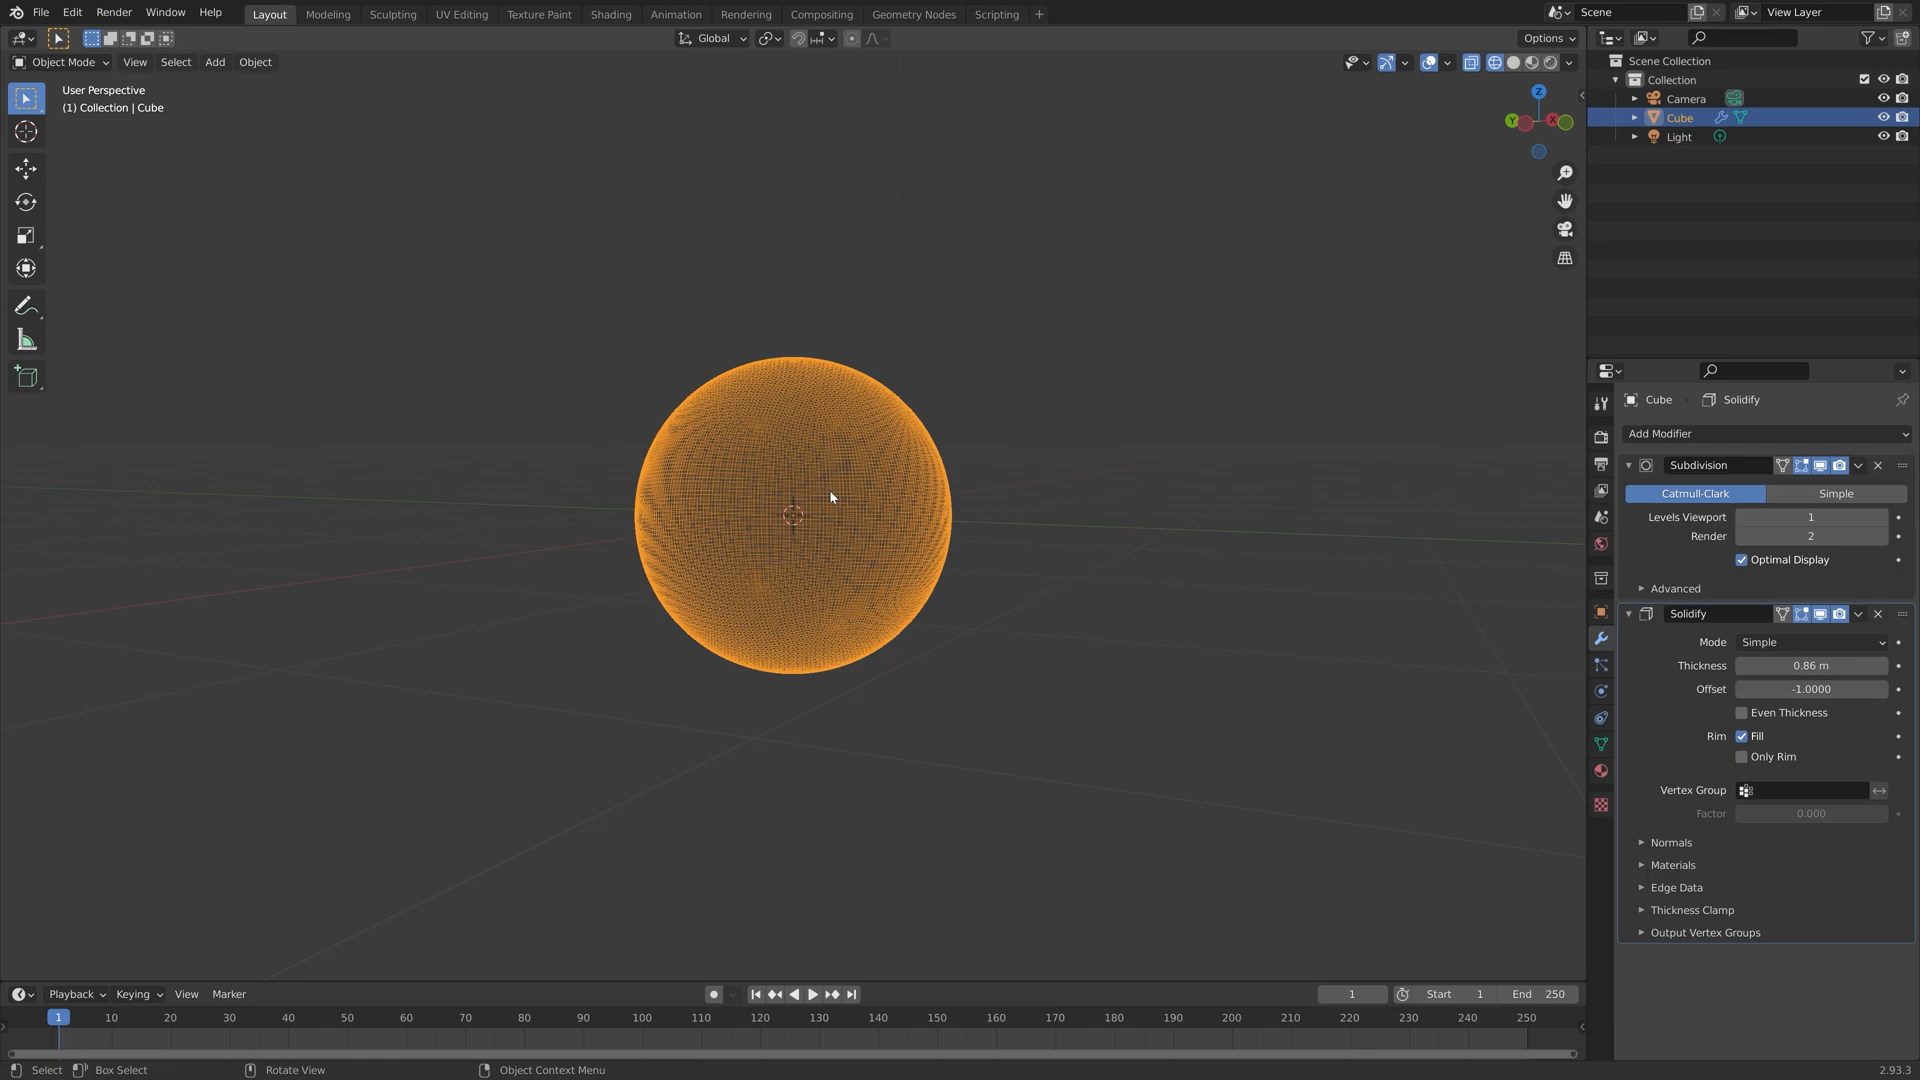 File Edit Render Window Help Layout Modeling Sculpting UV Editing Texture Paint Shading Animation Rendering Compositing Geometry Nodes Scripting + Scene View Layer
Global Options
Object Mode View Select Add Object
User Perspective
(1) Collection | Cube
Z
Y X
Scene Collection
Collection
Camera
Cube
Light
Cube Solidify
Add Modifier
Subdivision
Catmull-Clark Simple
Levels Viewport 1
Render 2
Optimal Display
Advanced
Solidify
Mode Simple
Thickness 0.86 m
Offset -1.0000
Even Thickness
Rim Fill
Only Rim
Vertex Group
Factor 0.000
Normals
Materials
Edge Data
Thickness Clamp
Output Vertex Groups
Playback Keying View Marker 1 Start 1 End 250
1 10 20 30 40 50 60 70 80 90 100 110 120 130 140 150 160 170 180 190 200 210 220 230 240 250
Select Box Select Rotate View Object Context Menu 2.93.3